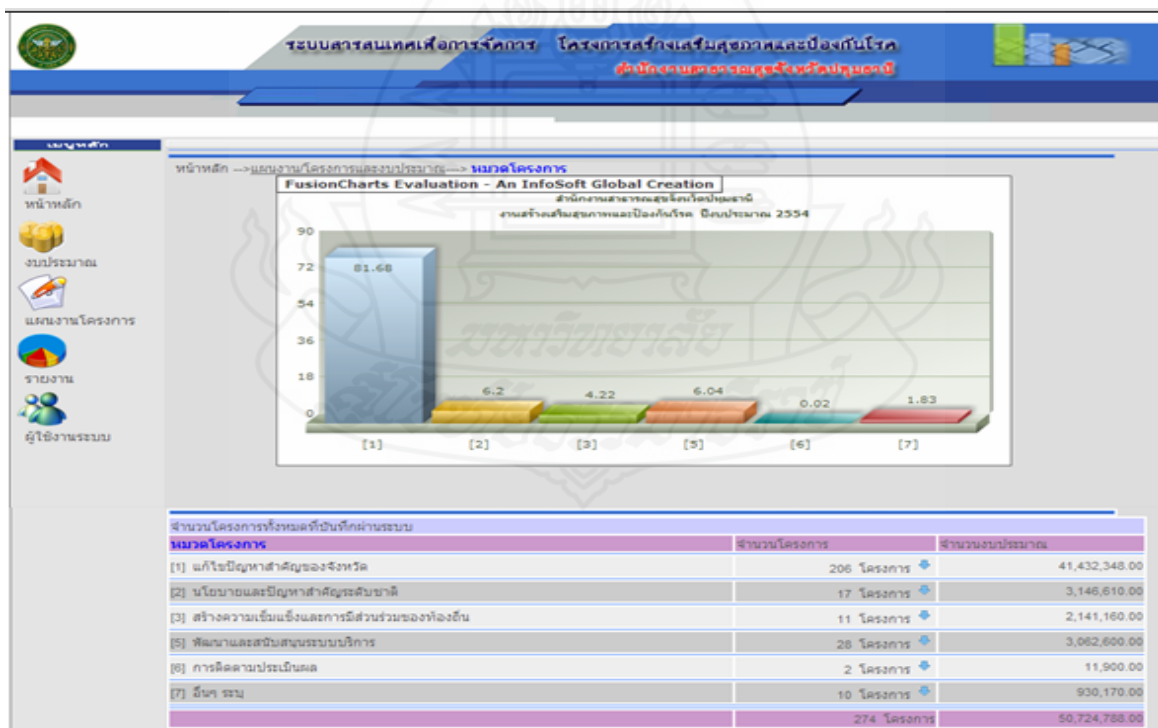 ระบบสารสนเทศเพื่อการจัดการ โครงการสร้างเสริมสุขภาพและป้องกันโรค
สำนักงานสาธารณสุขจังหวัดปทุมธานี
เมนูหลัก
หน้าหลัก
งบประมาณ
แผนงานโครงการ
รายงาน
ผู้ใช้งานระบบ
หน้าหลัก -->แผนงาน/โครงการและงบประมาณ---> หมวดโครงการ
FusionCharts Evaluation - An InfoSoft Global Creation
สำนักงานสาธารณสุขจังหวัดปทุมธานี
งานสร้างเสริมสุขภาพและป้องกันโรค ปีงบประมาณ 2554
90
72
54
36
18
0
81.68
6.2
4.22
6.04
0.02
1.83
[1] [2] [3] [5] [6] [7]
จำนวนโครงการทั้งหมดที่บันทึกผ่านระบบ
หมวดโครงการ จำนวนโครงการ จำนวนงบประมาณ
[1] แก้ไขปัญหาสำคัญของจังหวัด 206 โครงการ 41,432,348.00
[2] นโยบายและปัญหาสำคัญระดับชาติ 17 โครงการ 3,146,610.00
[3] สร้างความเข้มแข็งและการมีส่วนร่วมของท้องถิ่น 11 โครงการ 2,141,160.00
[5] พัฒนาและสนับสนุนระบบบริการ 28 โครงการ 3,062,600.00
[6] การติดตามประเมินผล 2 โครงการ 11,900.00
[7] อื่นๆ ระบุ 10 โครงการ 930,170.00
274 โครงการ 50,724,788.00